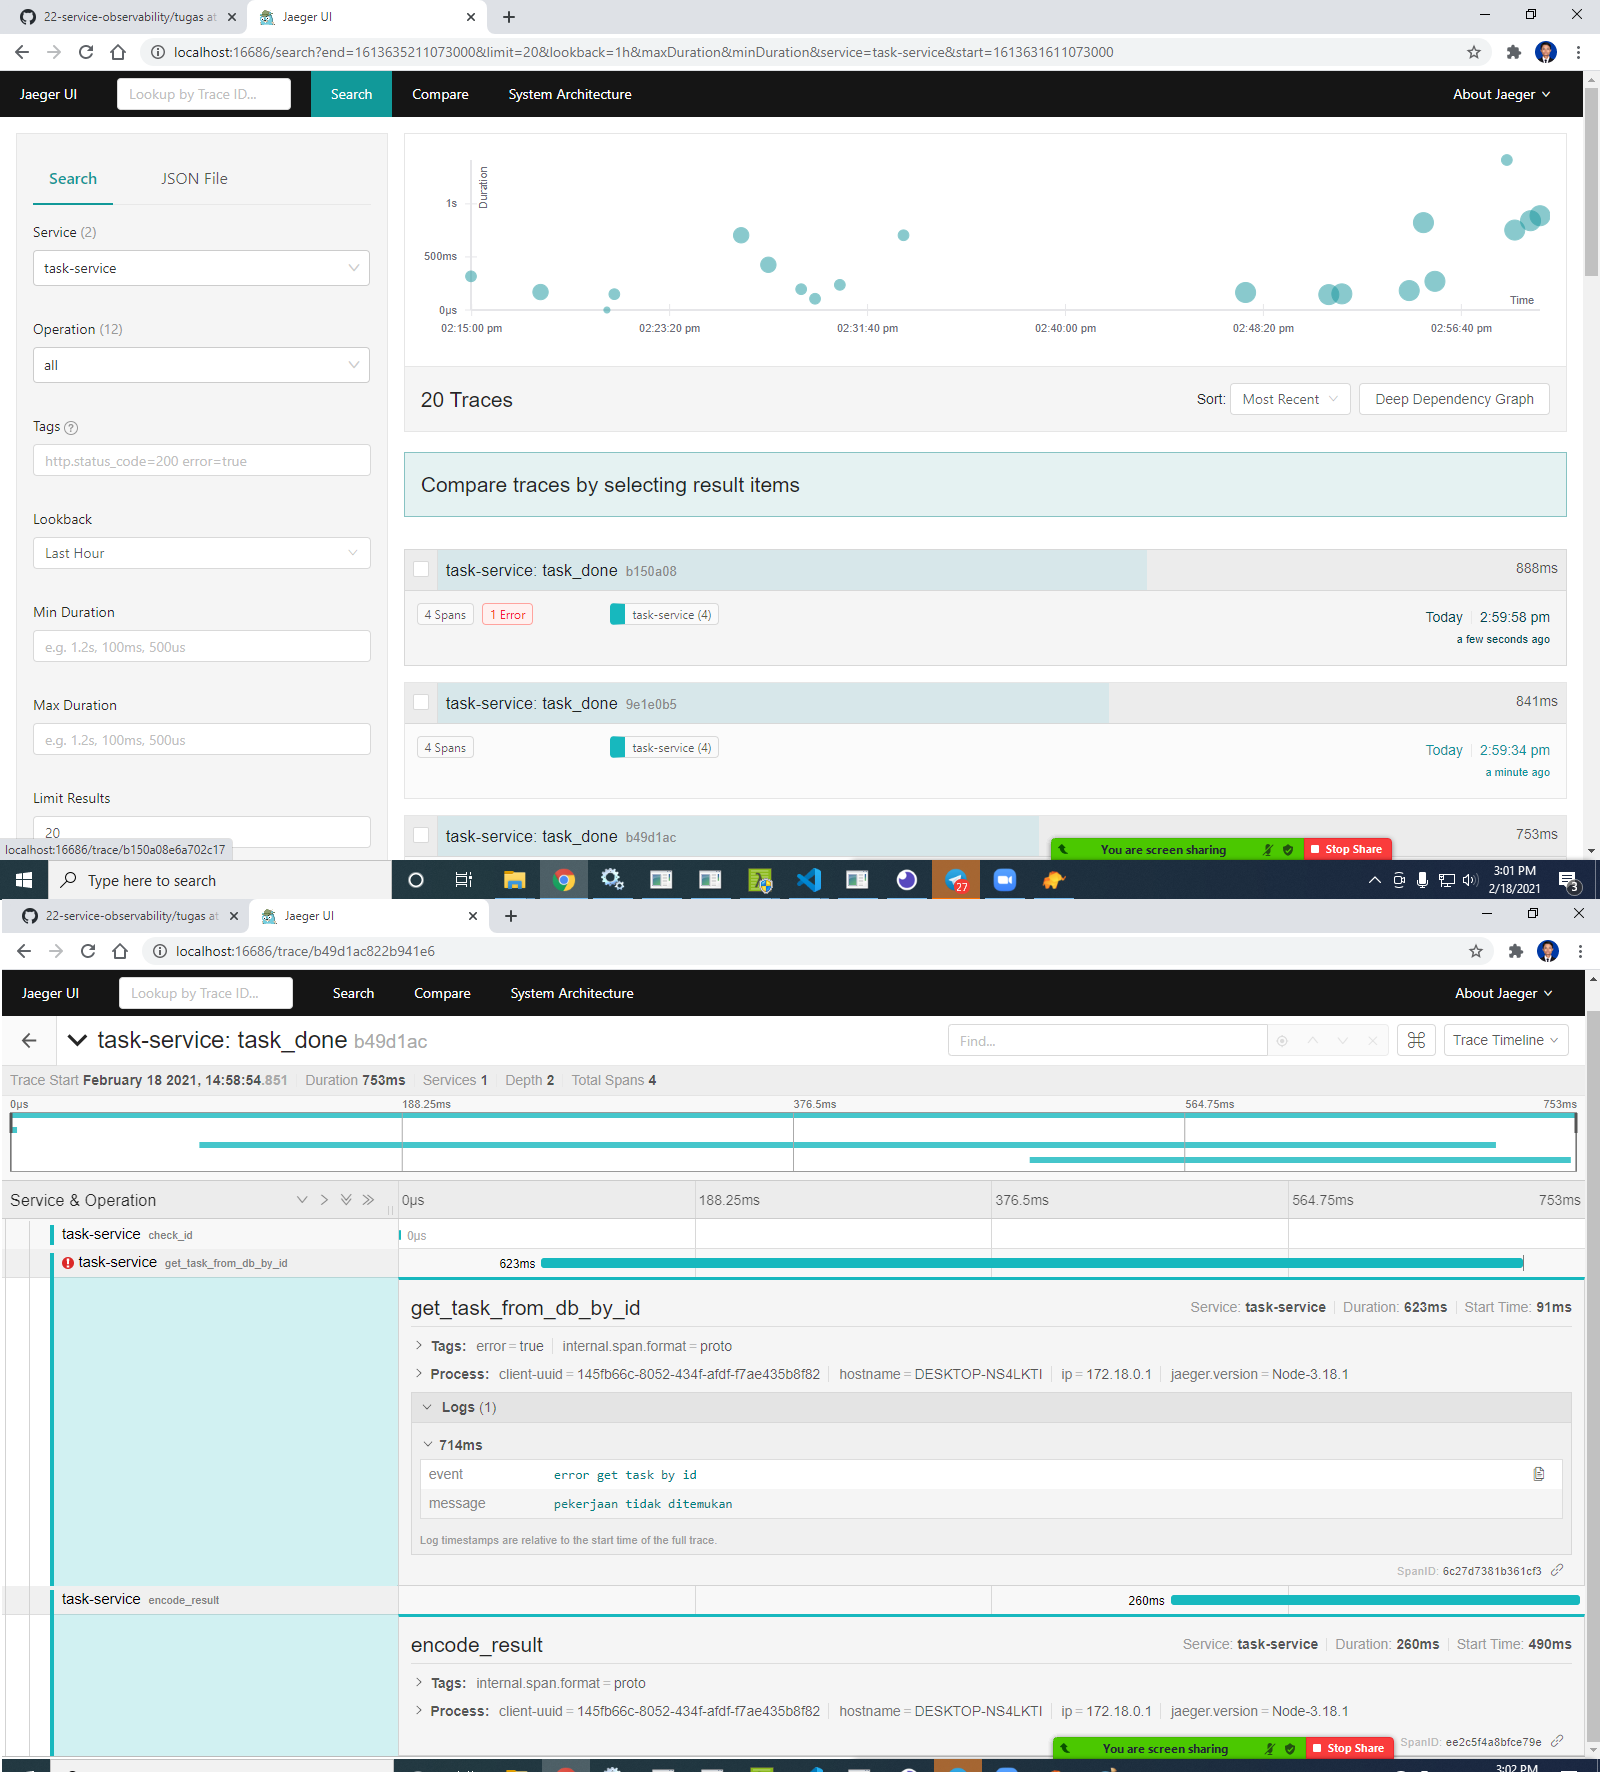 22-service-observability/tugas at
Jaeger UI
localhost:16686/search?end=1613635211073000&limit=20&lookback=1h&maxDuration&minDuration&service=task-service&start=1613631611073000
Jaeger UI
Lookup by Trace ID...
Search
Compare
System Architecture
About Jaeger
Search
JSON File
Service (2)
task-service
Operation (12)
all
Tags ?
http.status_code=200 error=true
Lookback
Last Hour
Min Duration
e.g. 1.2s, 100ms, 500us
Max Duration
e.g. 1.2s, 100ms, 500us
Limit Results
20
localhost:16686/trace/b150a08e6a702c17
Duration
1s
500ms
0μs
Time
02:15:00 pm
02:23:20 pm
02:31:40 pm
02:40:00 pm
02:48:20 pm
02:56:40 pm
20 Traces
Sort: Most Recent
Deep Dependency Graph
Compare traces by selecting result items
task-service: task_done b150a08
888ms
4 Spans
1 Error
task-service (4)
Today 2:59:58 pm
a few seconds ago
task-service: task_done 9e1e0b5
841ms
4 Spans
task-service (4)
Today 2:59:34 pm
a minute ago
task-service: task_done b49d1ac
753ms
You are screen sharing
Stop Share
Type here to search
27
3:01 PM
2/18/2021
3
22-service-observability/tugas at
Jaeger UI
localhost:16686/trace/b49d1ac822b941e6
Jaeger UI
Lookup by Trace ID...
Search
Compare
System Architecture
About Jaeger
task-service: task_done b49d1ac
Find...
Trace Timeline
Trace Start February 18 2021, 14:58:54.851
Duration 753ms
Services 1
Depth 2
Total Spans 4
0μs
188.25ms
376.5ms
564.75ms
753ms
Service & Operation
0μs
188.25ms
376.5ms
564.75ms
753ms
task-service check_id
0μs
task-service get_task_from_db_by_id
623ms
get_task_from_db_by_id
Service: task-service
Duration: 623ms
Start Time: 91ms
Tags: error = true internal.span.format = proto
Process: client-uuid = 145fb66c-8052-434f-afdf-f7ae435b8f82 hostname = DESKTOP-NS4LKTI ip = 172.18.0.1 jaeger.version = Node-3.18.1
Logs (1)
714ms
event error get task by id
message pekerjaan tidak ditemukan
Log timestamps are relative to the start time of the full trace.
SpanID: 6c27d7381b361cf3
task-service encode_result
260ms
encode_result
Service: task-service
Duration: 260ms
Start Time: 490ms
Tags: internal.span.format = proto
Process: client-uuid = 145fb66c-8052-434f-afdf-f7ae435b8f82 hostname = DESKTOP-NS4LKTI ip = 172.18.0.1 jaeger.version = Node-3.18.1
SpanID: ee2c5f4a8bfce79e
You are screen sharing
Stop Share
3:02 PM